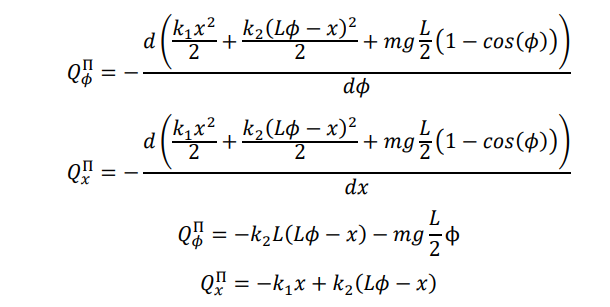 Q_ϕ^П = − d(k₁x²/2 + k₂(Lϕ − x)²/2 + mg L/2 (1 − cos(ϕ))) / dϕ
Q_x^П = − d(k₁x²/2 + k₂(Lϕ − x)²/2 + mg L/2 (1 − cos(ϕ))) / dx
Q_ϕ^П = −k₂L(Lϕ − x) − mg L/2 ф
Q_x^П = −k₁x + k₂(Lϕ − x)